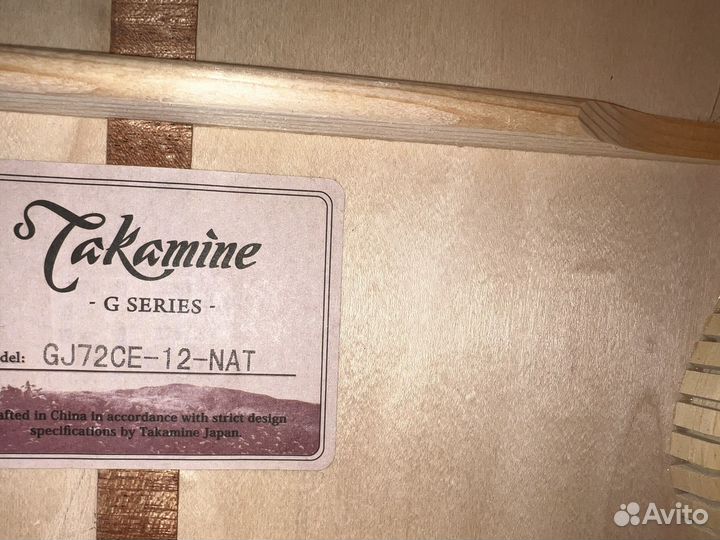 Takamine
- G SERIES -
del: GJ72CE-12-NAT
afted in China in accordance with strict design
specifications by Takamine Japan.
Avito